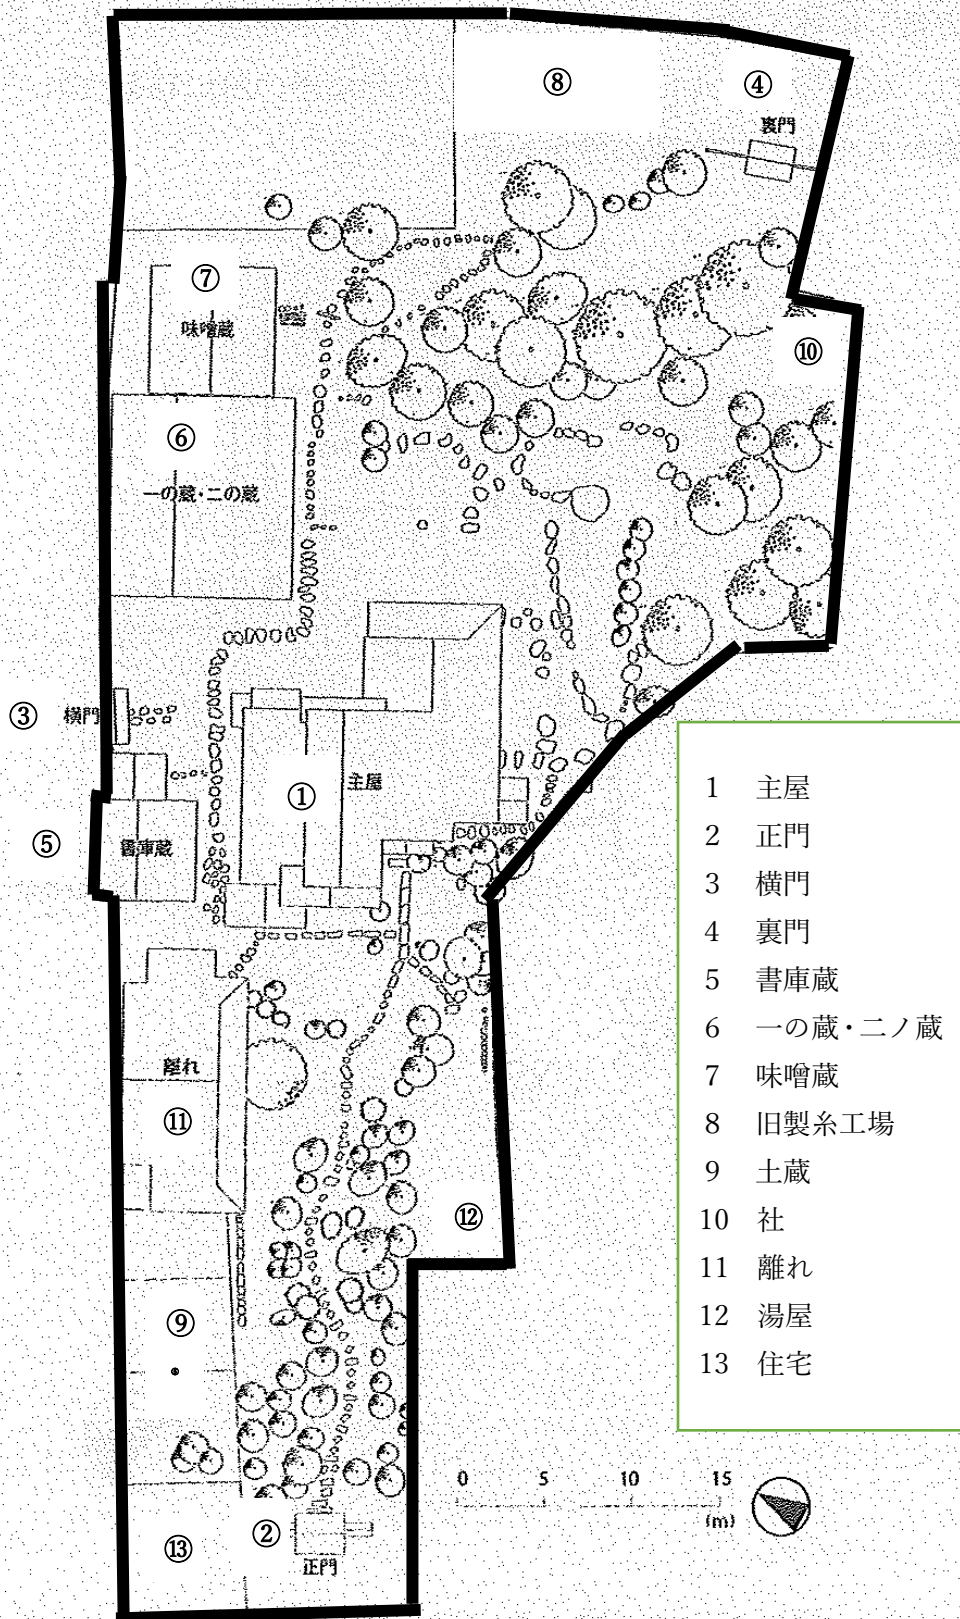 ⑧
④
裏門
⑦
味噌蔵
⑩
⑥
一の蔵・二の蔵
③ 横門
主屋
①
⑤
書庫蔵
離れ
⑪
⑫
⑨
②
正門
⑬
1 主屋
2 正門
3 横門
4 裏門
5 書庫蔵
6 一の蔵・二ノ蔵
7 味噌蔵
8 旧製糸工場
9 土蔵
10 社
11 離れ
12 湯屋
13 住宅
0 5 10 15
(m)